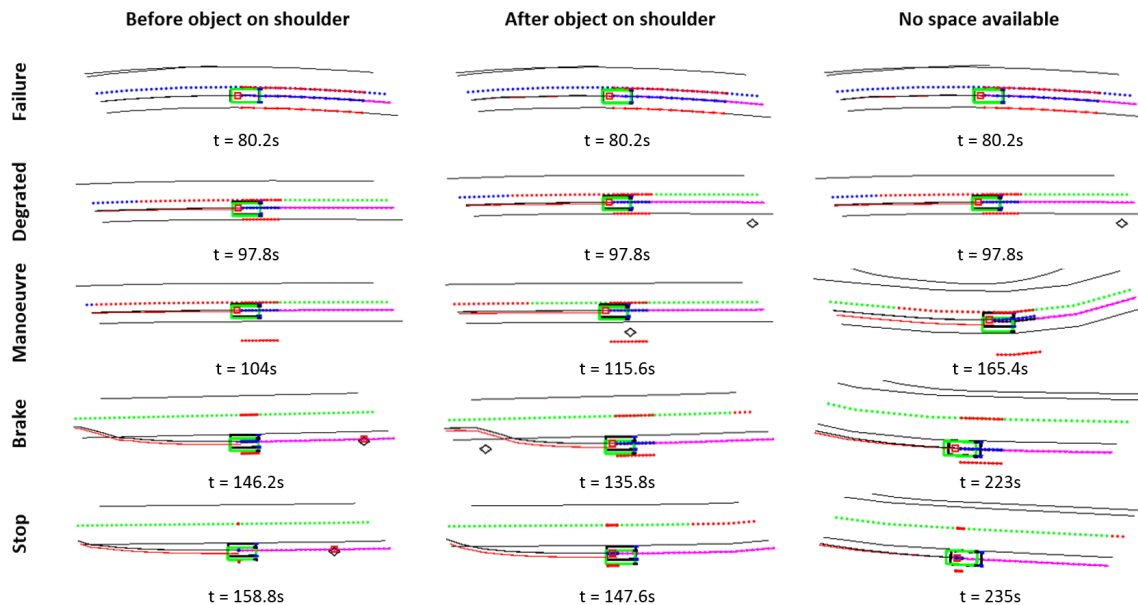 Before object on shoulder
After object on shoulder
No space available
Failure
t = 80.2s
t = 80.2s
t = 80.2s
Degrated
t = 97.8s
t = 97.8s
t = 97.8s
Manoeuvre
t = 104s
t = 115.6s
t = 165.4s
Brake
t = 146.2s
t = 135.8s
t = 223s
Stop
t = 158.8s
t = 147.6s
t = 235s